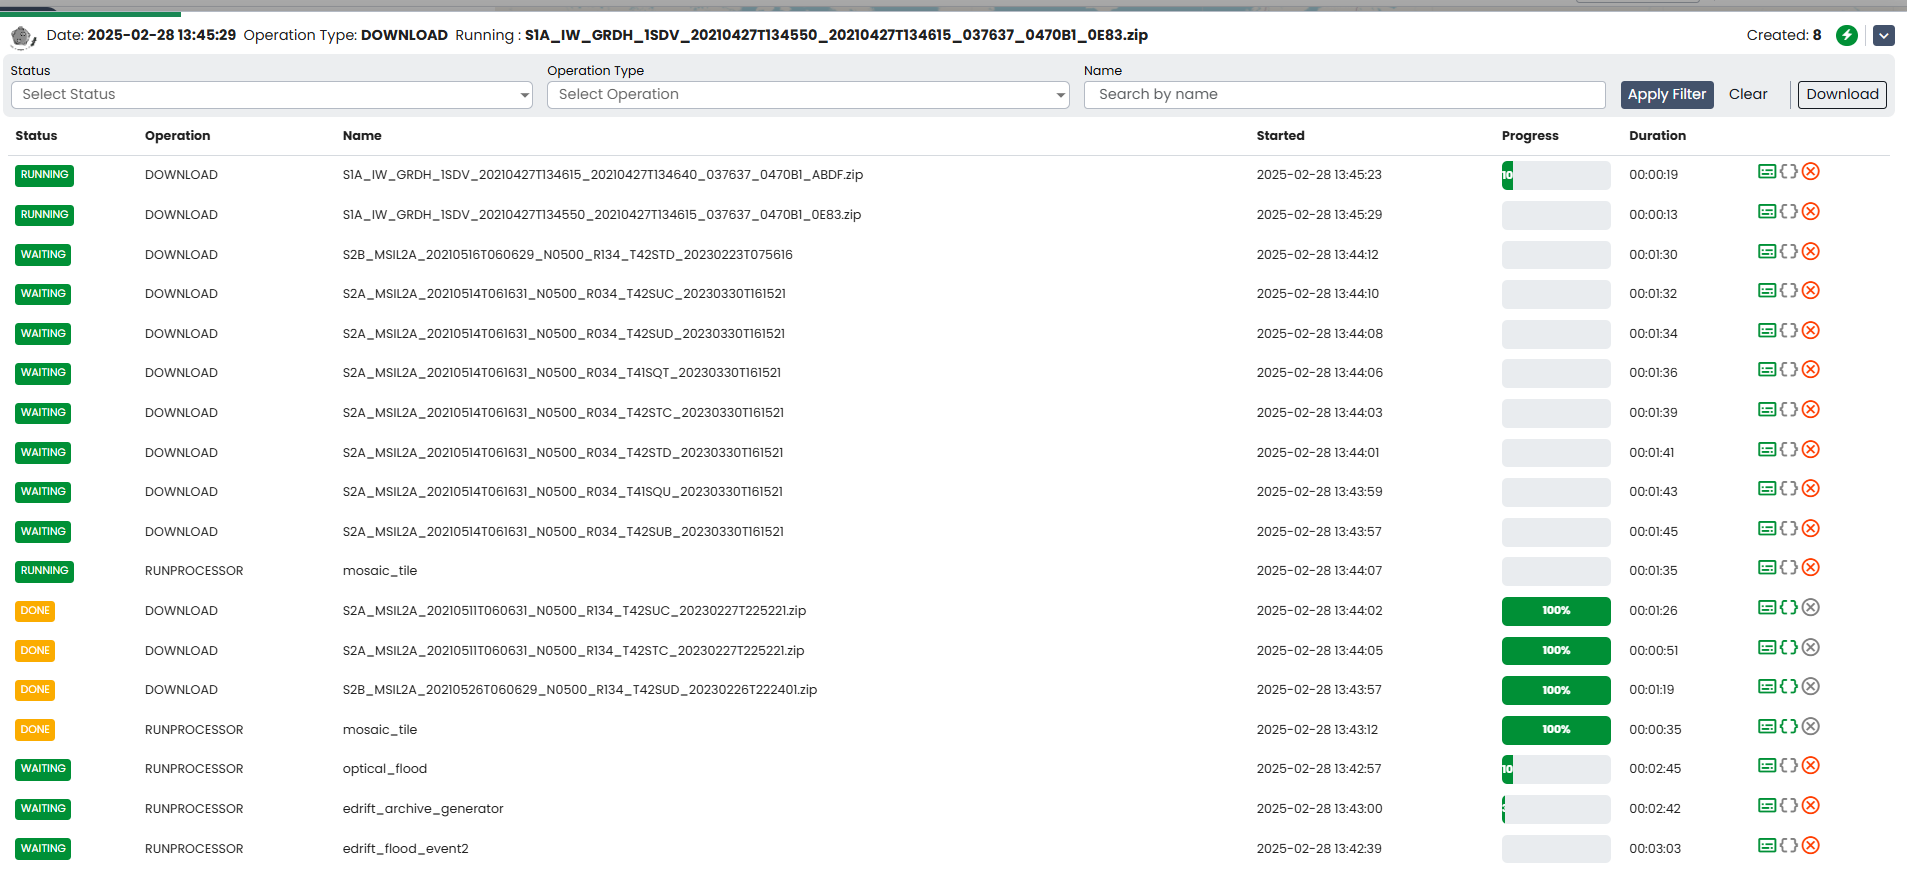 Date: 2025-02-28 13:45:29 Operation Type: DOWNLOAD Running : S1A_IW_GRDH_1SDV_20210427T134550_20210427T134615_037637_0470B1_0E83.zip Created: 8
Status Operation Type Name
Select Status Select Operation Search by name Apply Filter Clear Download
Status Operation Name Started Progress Duration
RUNNING DOWNLOAD S1A_IW_GRDH_1SDV_20210427T134615_20210427T134640_037637_0470B1_ABDF.zip 2025-02-28 13:45:23 10 00:00:19
RUNNING DOWNLOAD S1A_IW_GRDH_1SDV_20210427T134550_20210427T134615_037637_0470B1_0E83.zip 2025-02-28 13:45:29 00:00:13
WAITING DOWNLOAD S2B_MSIL2A_20210516T060629_N0500_R134_T42STD_20230223T075616 2025-02-28 13:44:12 00:01:30
WAITING DOWNLOAD S2A_MSIL2A_20210514T061631_N0500_R034_T42SUC_20230330T161521 2025-02-28 13:44:10 00:01:32
WAITING DOWNLOAD S2A_MSIL2A_20210514T061631_N0500_R034_T42SUD_20230330T161521 2025-02-28 13:44:08 00:01:34
WAITING DOWNLOAD S2A_MSIL2A_20210514T061631_N0500_R034_T41SQT_20230330T161521 2025-02-28 13:44:06 00:01:36
WAITING DOWNLOAD S2A_MSIL2A_20210514T061631_N0500_R034_T42STC_20230330T161521 2025-02-28 13:44:03 00:01:39
WAITING DOWNLOAD S2A_MSIL2A_20210514T061631_N0500_R034_T42STD_20230330T161521 2025-02-28 13:44:01 00:01:41
WAITING DOWNLOAD S2A_MSIL2A_20210514T061631_N0500_R034_T41SQU_20230330T161521 2025-02-28 13:43:59 00:01:43
WAITING DOWNLOAD S2A_MSIL2A_20210514T061631_N0500_R034_T42SUB_20230330T161521 2025-02-28 13:43:57 00:01:45
RUNNING RUNPROCESSOR mosaic_tile 2025-02-28 13:44:07 00:01:35
DONE DOWNLOAD S2A_MSIL2A_20210511T060631_N0500_R134_T42SUC_20230227T225221.zip 2025-02-28 13:44:02 100% 00:01:26
DONE DOWNLOAD S2A_MSIL2A_20210511T060631_N0500_R134_T42STC_20230227T225221.zip 2025-02-28 13:44:05 100% 00:00:51
DONE DOWNLOAD S2B_MSIL2A_20210526T060629_N0500_R134_T42SUD_20230226T222401.zip 2025-02-28 13:43:57 100% 00:01:19
DONE RUNPROCESSOR mosaic_tile 2025-02-28 13:43:12 100% 00:00:35
WAITING RUNPROCESSOR optical_flood 2025-02-28 13:42:57 10 00:02:45
WAITING RUNPROCESSOR edrift_archive_generator 2025-02-28 13:43:00 00:02:42
WAITING RUNPROCESSOR edrift_flood_event2 2025-02-28 13:42:39 00:03:03